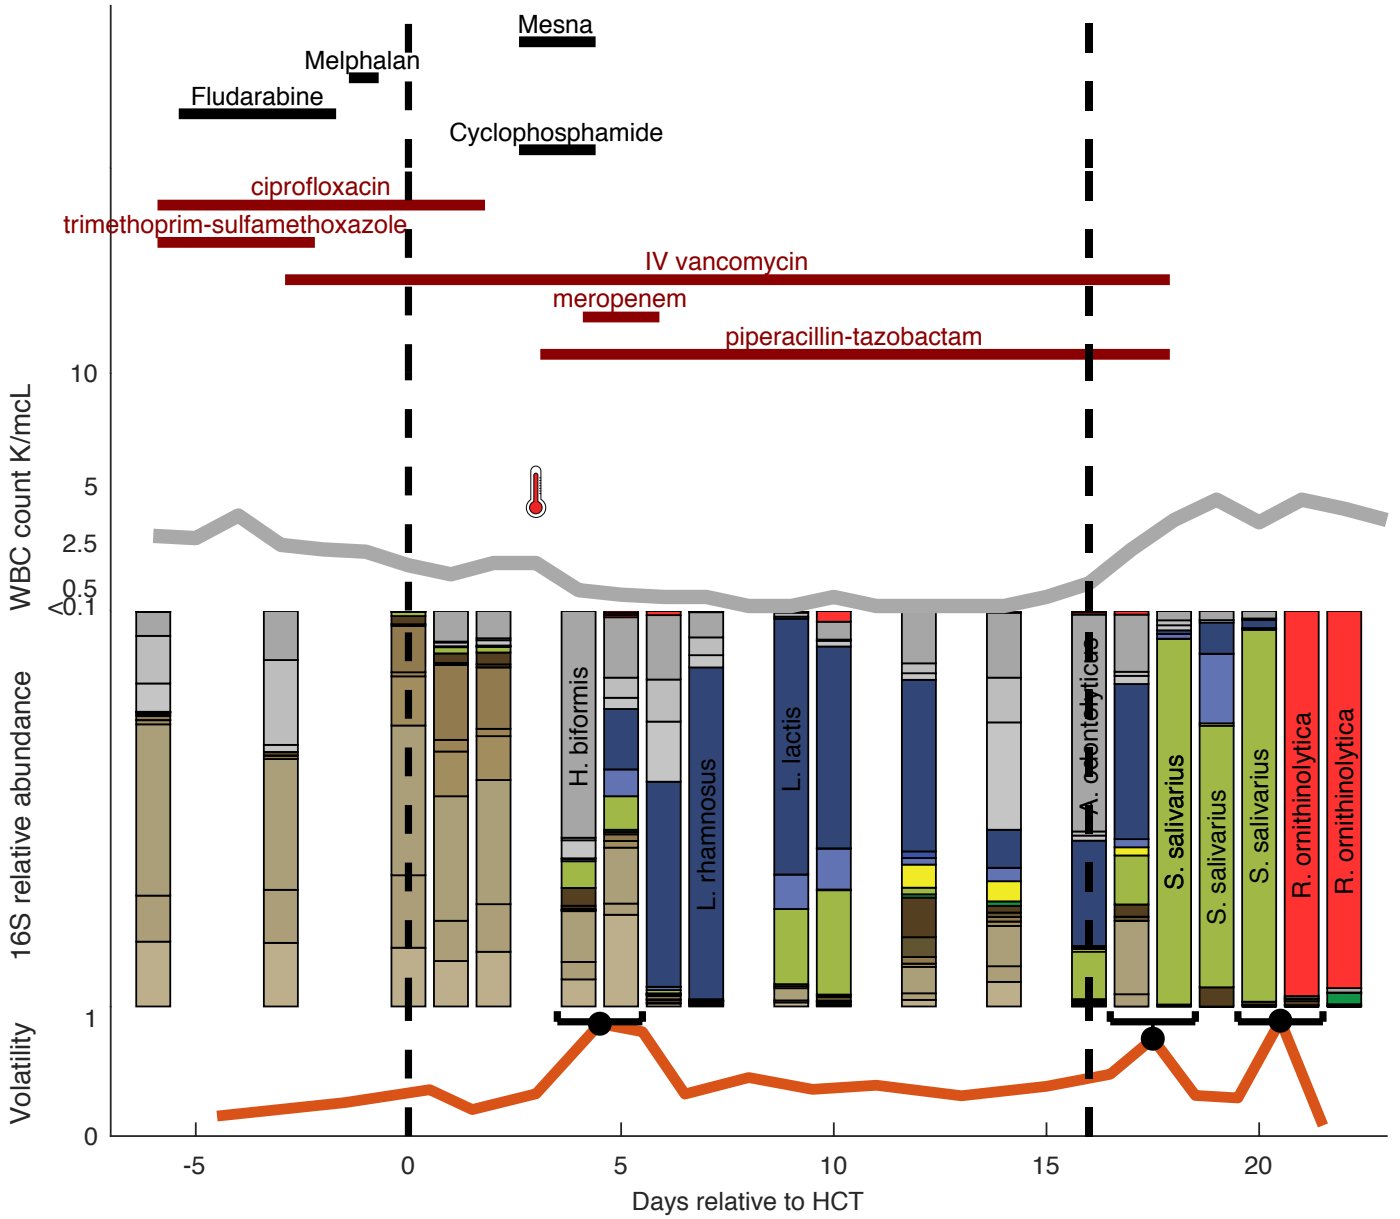 Mesna
Melphalan
Fludarabine
Cyclophosphamide
ciprofloxacin
trimethoprim-sulfamethoxazole
IV vancomycin
meropenem
piperacillin-tazobactam
WBC count K/mcL
10
5
2.5
0.5
<0.1
16S relative abundance
H. biformis
L. rhamnosus
L. lactis
A. odontolyticus
S. salivarius
S. salivarius
S. salivarius
R. ornithinolytica
R. ornithinolytica
Volatility
1
0
-5 0 5 10 15 20
Days relative to HCT